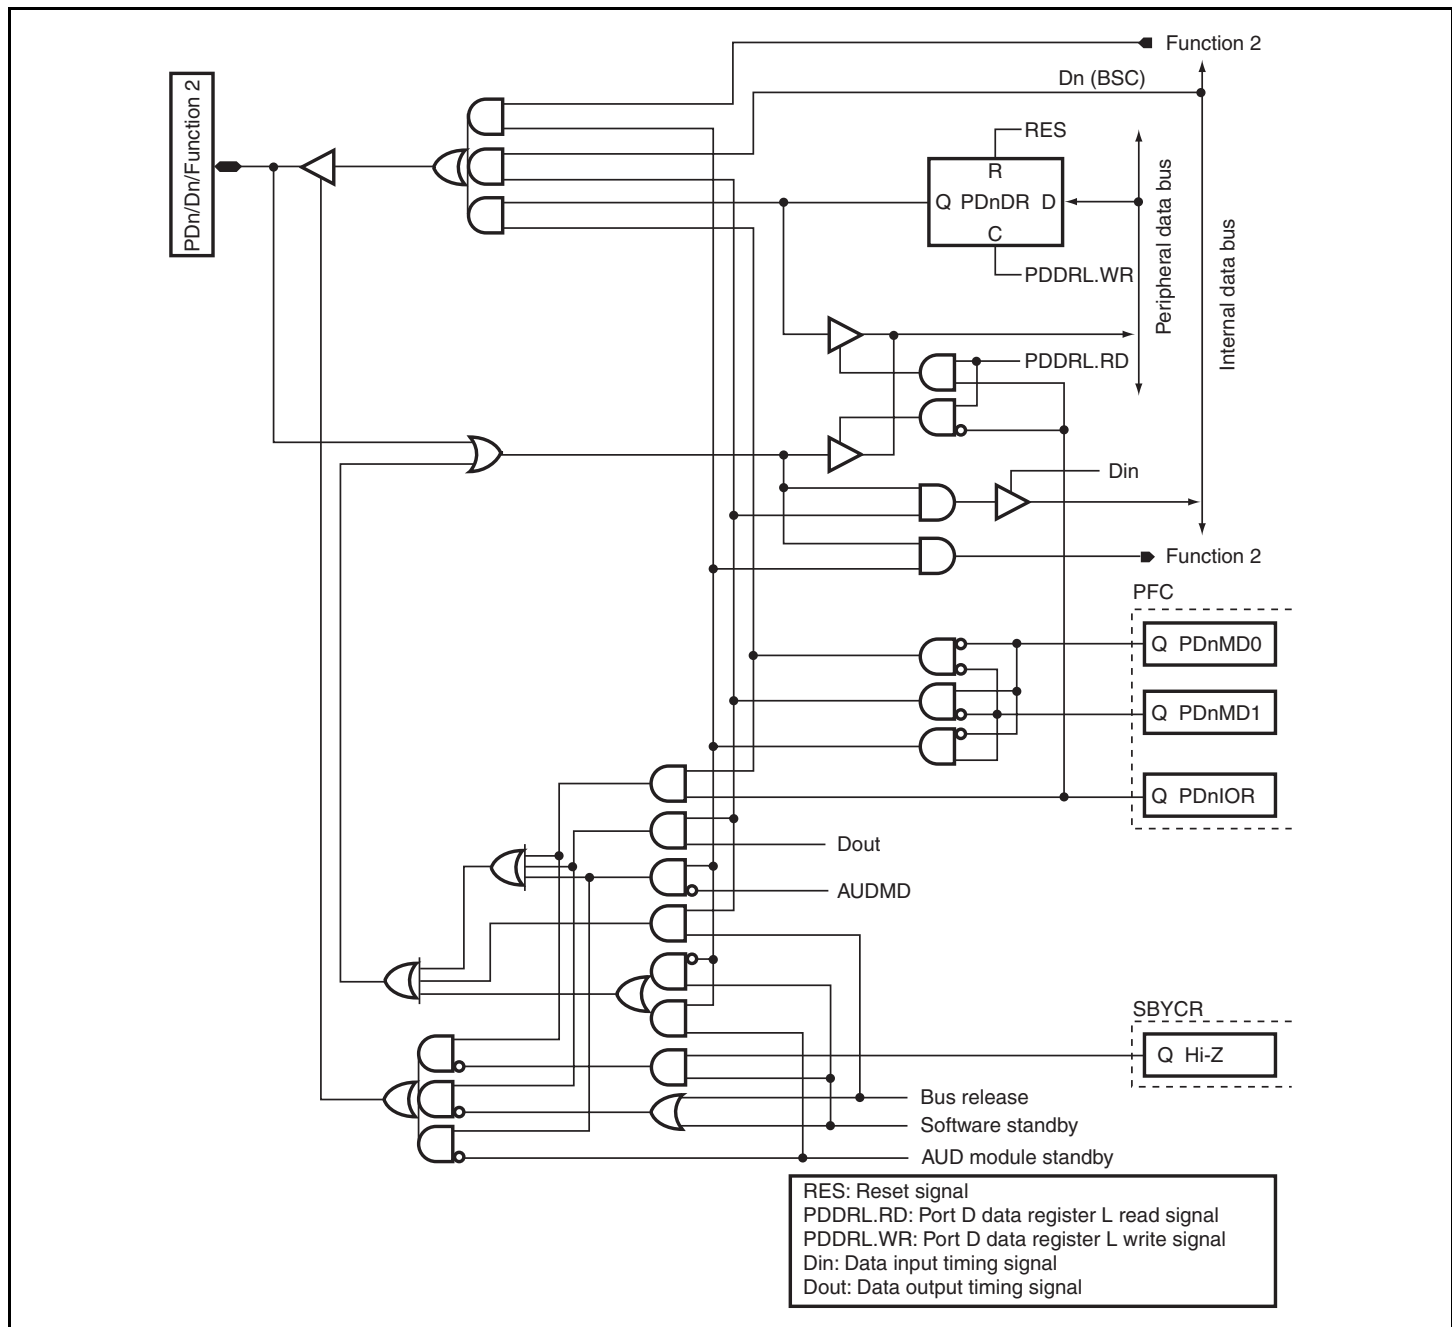 Function 2
Dn (BSC)
PDn/Dn/Function 2
RES
R
Q PDnDR D
C
PDDRL.WR
Peripheral data bus
Internal data bus
PDDRL.RD
Din
Function 2
PFC
Q PDnMD0
Q PDnMD1
Q PDnIOR
Dout
AUDMD
SBYCR
Q Hi-Z
Bus release
Software standby
AUD module standby
RES: Reset signal
PDDRL.RD: Port D data register L read signal
PDDRL.WR: Port D data register L write signal
Din: Data input timing signal
Dout: Data output timing signal